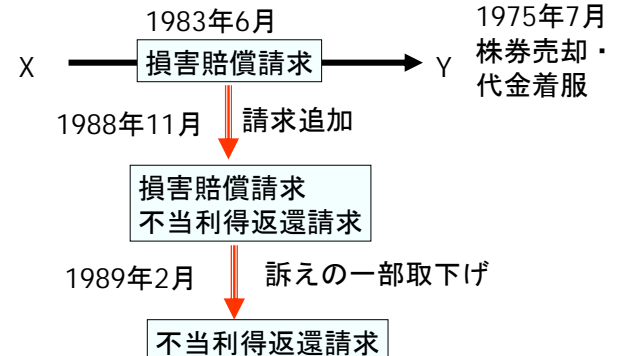 1983年6月
1975年7月
X
損害賠償請求
Y
株券売却・
代金着服
1988年11月
請求追加
損害賠償請求
不当利得返還請求
1989年2月
訴えの一部取下げ
不当利得返還請求